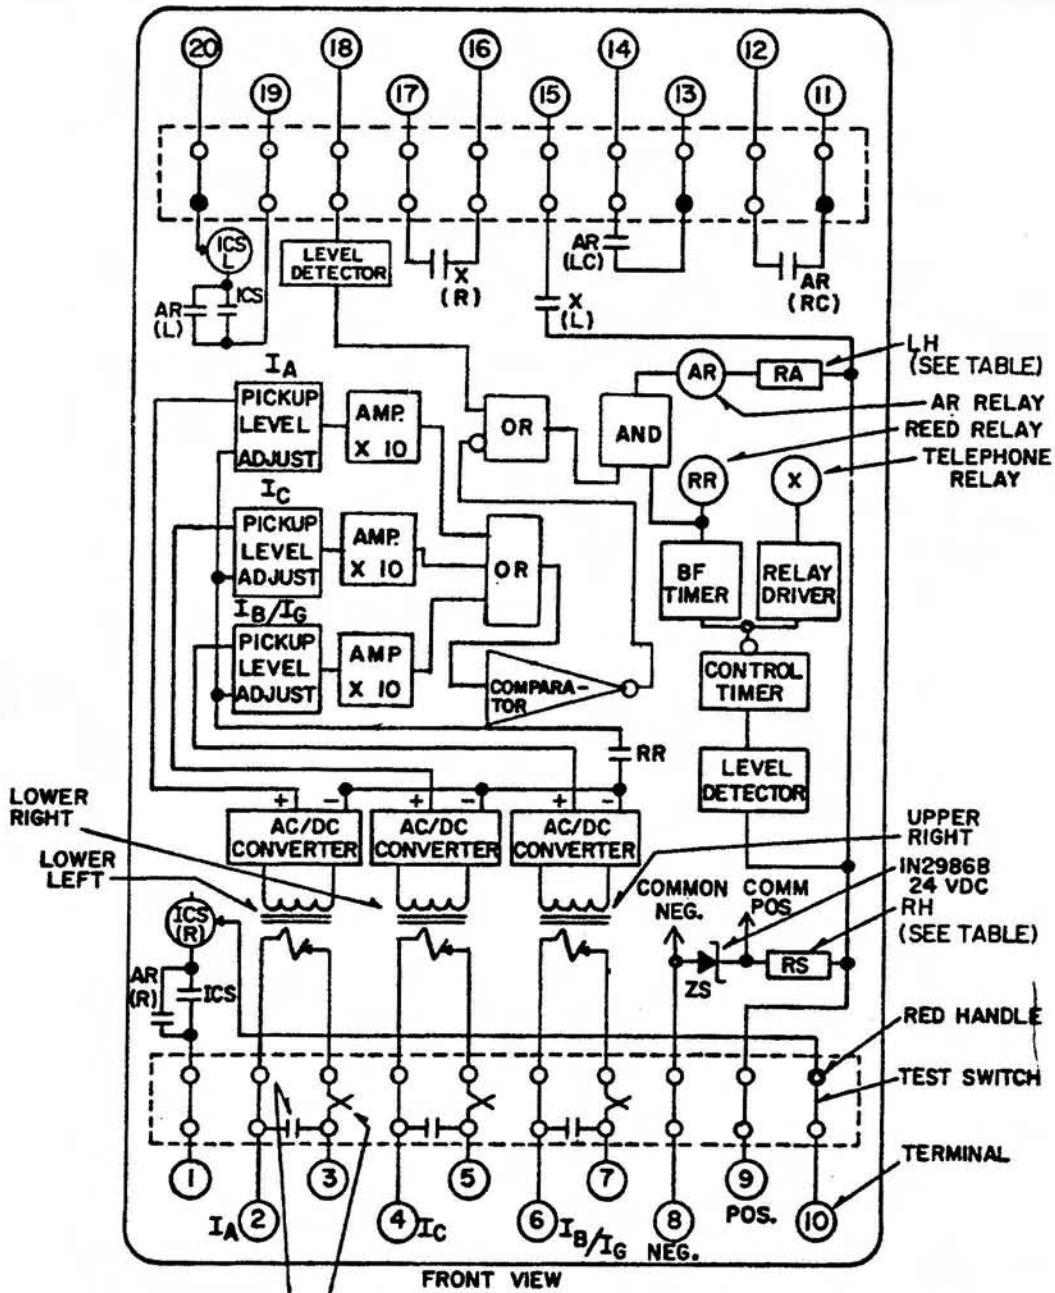 20
18
16
14
12
19
17
15
13
11
ICS
L
ICS
AR
(L)
LEVEL
DETECTOR
X
(R)
AR
(LC)
X
(L)
AR
(RC)
LH
(SEE TABLE)
AR RELAY
REED RELAY
TELEPHONE
RELAY
IA
PICKUP
LEVEL
ADJUST
AMP.
X 10
OR
AND
AR
RA
RR
X
IC
PICKUP
LEVEL
ADJUST
AMP.
X 10
OR
BF
TIMER
RELAY
DRIVER
IB/IG
PICKUP
LEVEL
ADJUST
AMP
X 10
COMPARA-
TOR
CONTROL
TIMER
RR
LEVEL
DETECTOR
LOWER
RIGHT
LOWER
LEFT
+ -
AC/DC
CONVERTER
+ -
AC/DC
CONVERTER
+ -
AC/DC
CONVERTER
UPPER
RIGHT
IN2986B
24 VDC
RH
(SEE TABLE)
COMMON
NEG.
COMM
POS
ZS
RS
ICS
(R)
AR
(R)
ICS
RED HANDLE
TEST SWITCH
TERMINAL
1
3
5
7
9
POS.
IA
2
4
IC
6
IB/IG
8
NEG.
10
FRONT VIEW